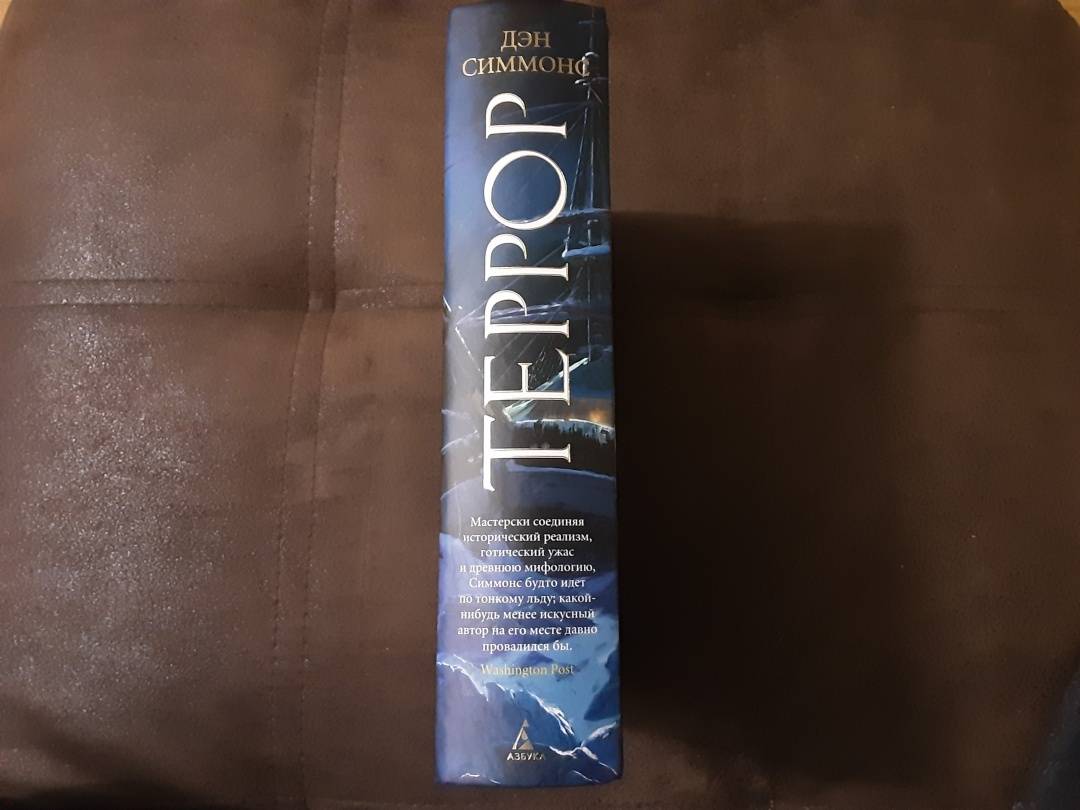 ДЭН
СИММОНС
ТЕРРОР
Мастерски соединяя
исторический реализм,
готический ужас
и древнюю мифологию,
Симмонс будто идет
по тонкому льду; какой-
нибудь менее искусный
автор на его месте давно
провалился бы.
Washington Post
АЗБУКА